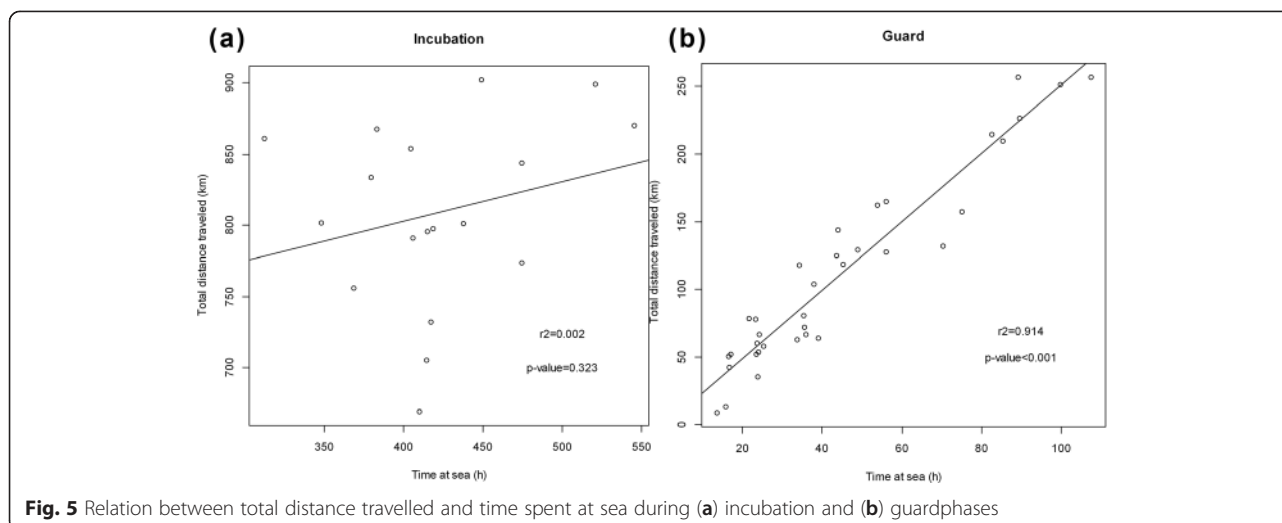 (a)
Incubation
Total distance traveled (km)
900
850
800
750
700
350 400 450 500 550
Time at sea (h)
r2=0.002
p-value=0.323
(b)
Guard
Total distance traveled (km)
250
200
150
100
50
0
20 40 60 80 100
Time at sea (h)
r2=0.914
p-value<0.001
Fig. 5 Relation between total distance travelled and time spent at sea during (a) incubation and (b) guardphases